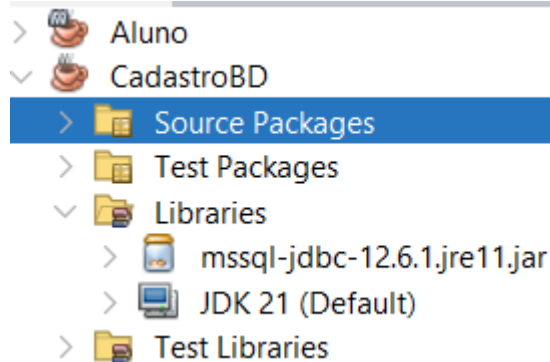 Aluno
CadastroBD
Source Packages
Test Packages
Libraries
mssql-jdbc-12.6.1.jre11.jar
JDK 21 (Default)
Test Libraries